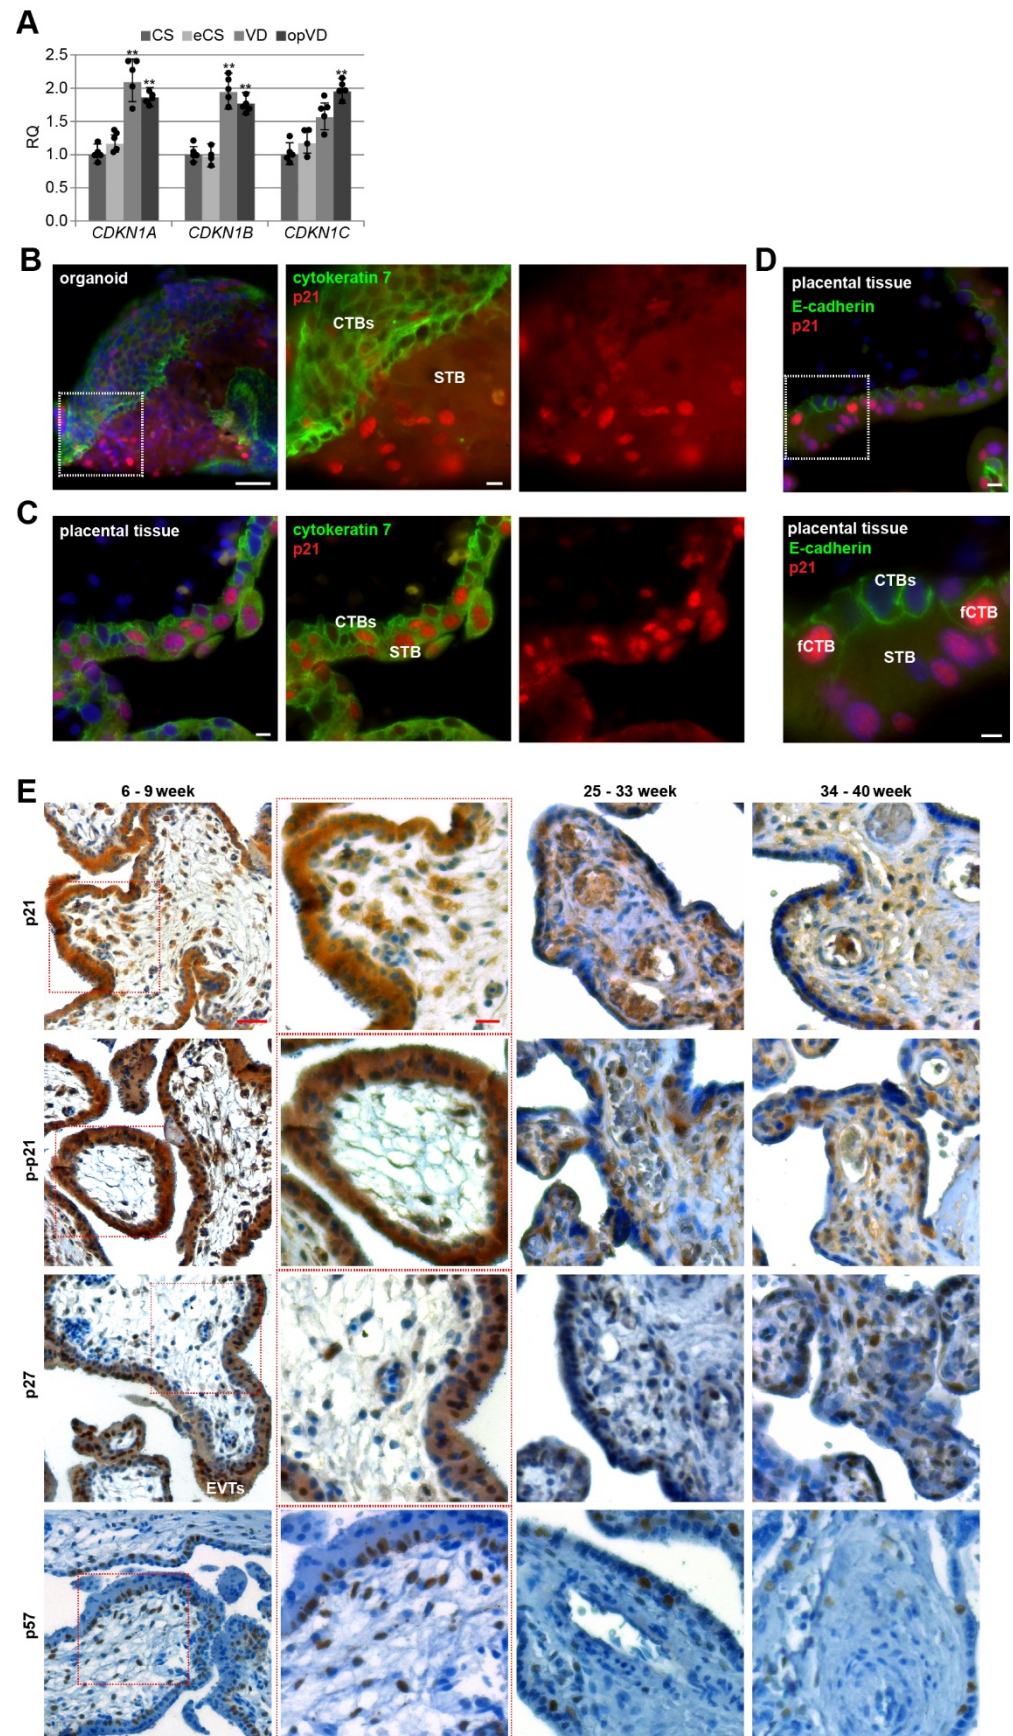 A
CS eCS VD opVD
2.5
2.0
1.5
1.0
0.5
0.0
RQ
** ** ** ** **
CDKN1A CDKN1B CDKN1C
B
organoid
cytokeratin 7
p21
CTBs
STB
D
placental tissue
E-cadherin
p21
C
placental tissue
cytokeratin 7
p21
CTBs
STB
placental tissue
E-cadherin
p21
CTBs
fCTB
fCTB
STB
E
6 - 9 week
25 - 33 week
34 - 40 week
p21
p-p21
p27
EVTs
p57